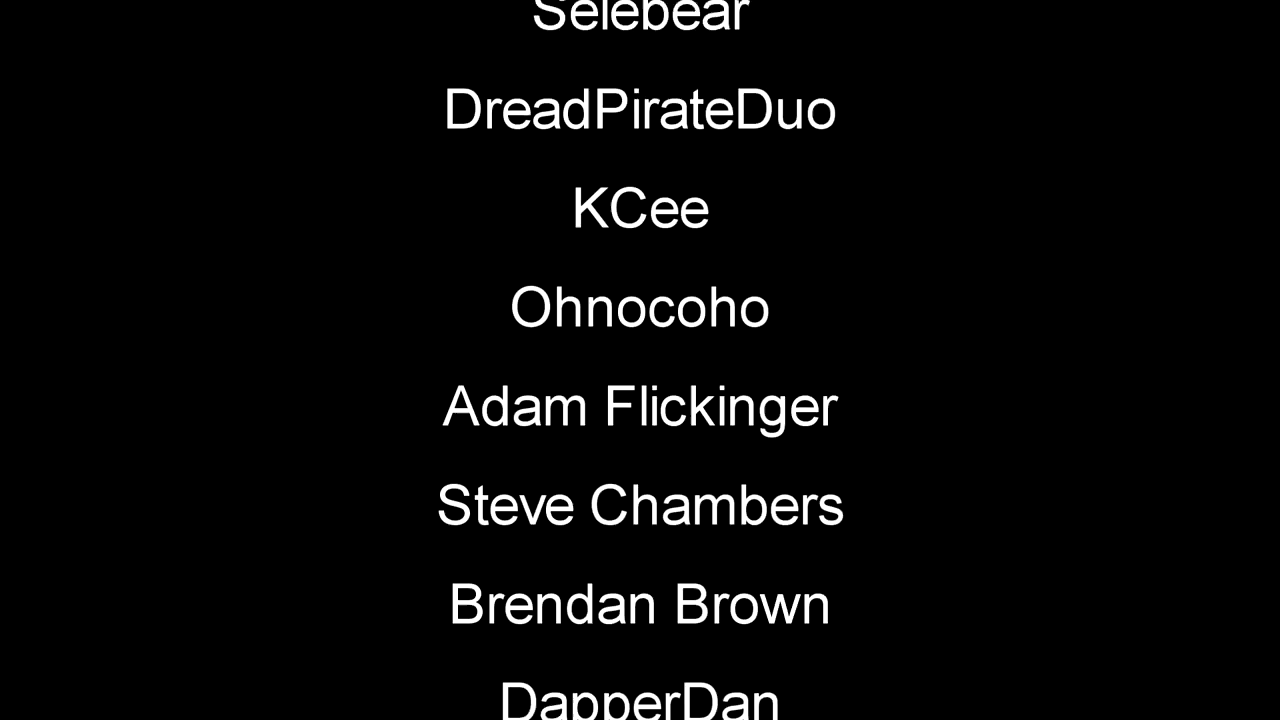 Selebear
DreadPirateDuo
KCee
Ohnocoho
Adam Flickinger
Steve Chambers
Brendan Brown
DapperDan